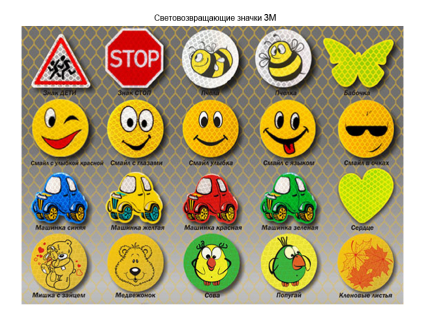 Световозвращающие значки 3М
STOP
Знак ДЕТИ
Знак СТОП
Пчела
Пчелка
Бабочка
Смайл с улыбкой красной
Смайл с глазами
Смайл улыбка
Смайл с языком
Смайл в очках
Машинка синяя
Машинка желтая
Машинка красная
Машинка зеленая
Сердце
Мишка с зайцем
Медвежонок
Сова
Попугай
Кленовые листья